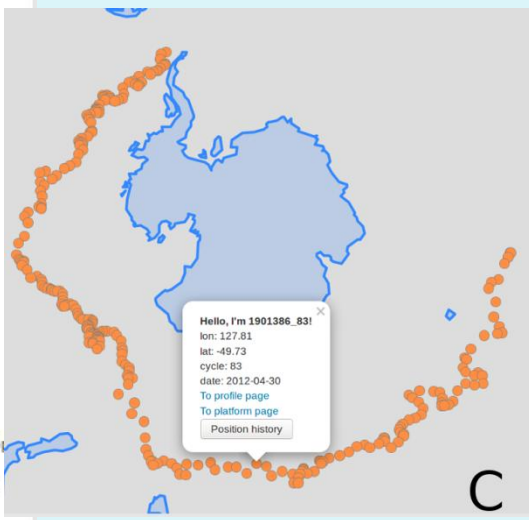 ×
Hello, I'm 1901386_83!
lon: 127.81
lat: -49.73
cycle: 83
date: 2012-04-30
To profile page
To platform page
Position history
C